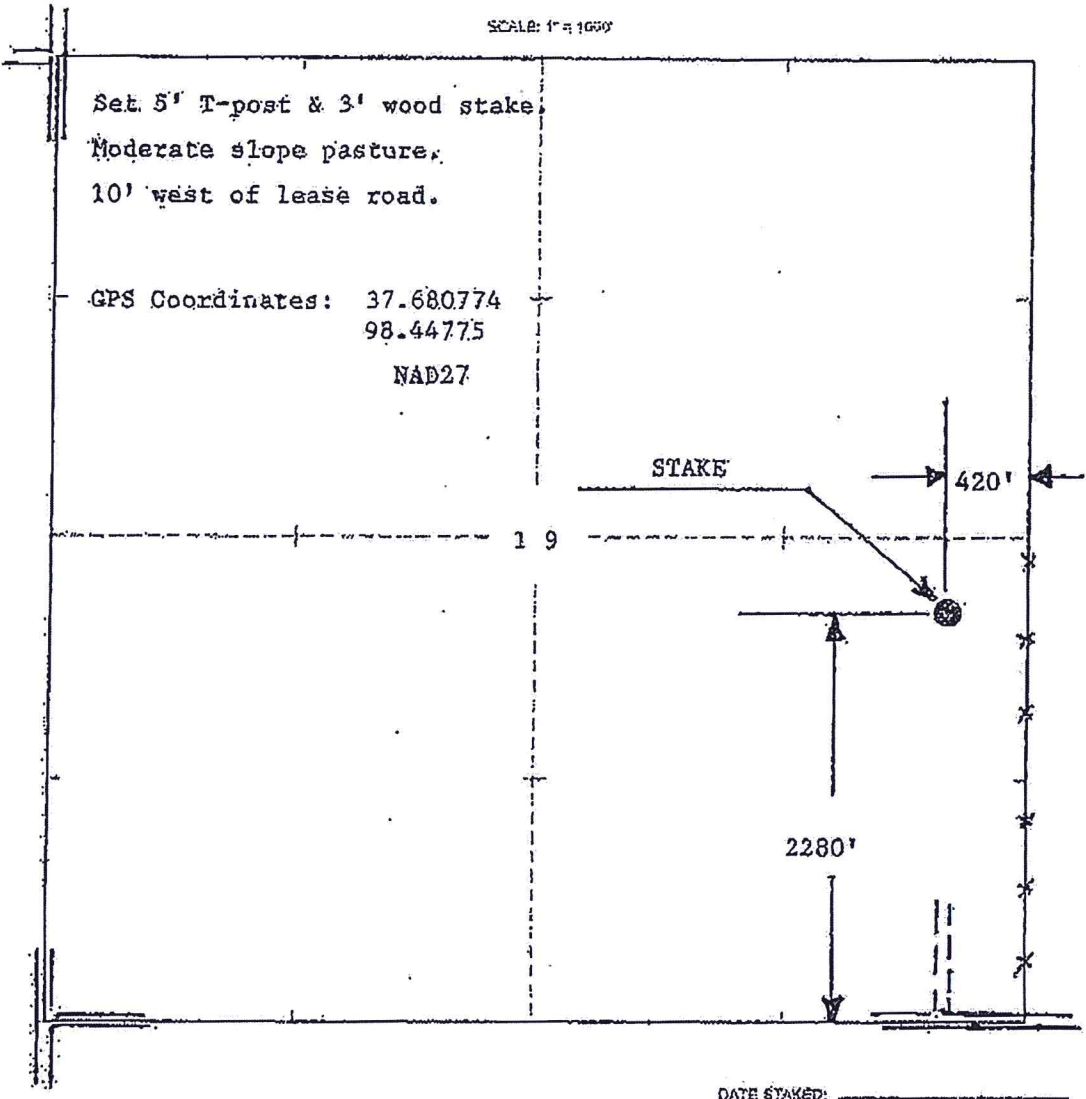 SCALE: 1" = 1000'
Set 5' T-post & 3' wood stake.
Moderate slope pasture.
10' west of lease road.
GPS Coordinates: 37.680774
98.44775
NAD27
STAKE
420'
1 9
2280'
DATE STAKED: